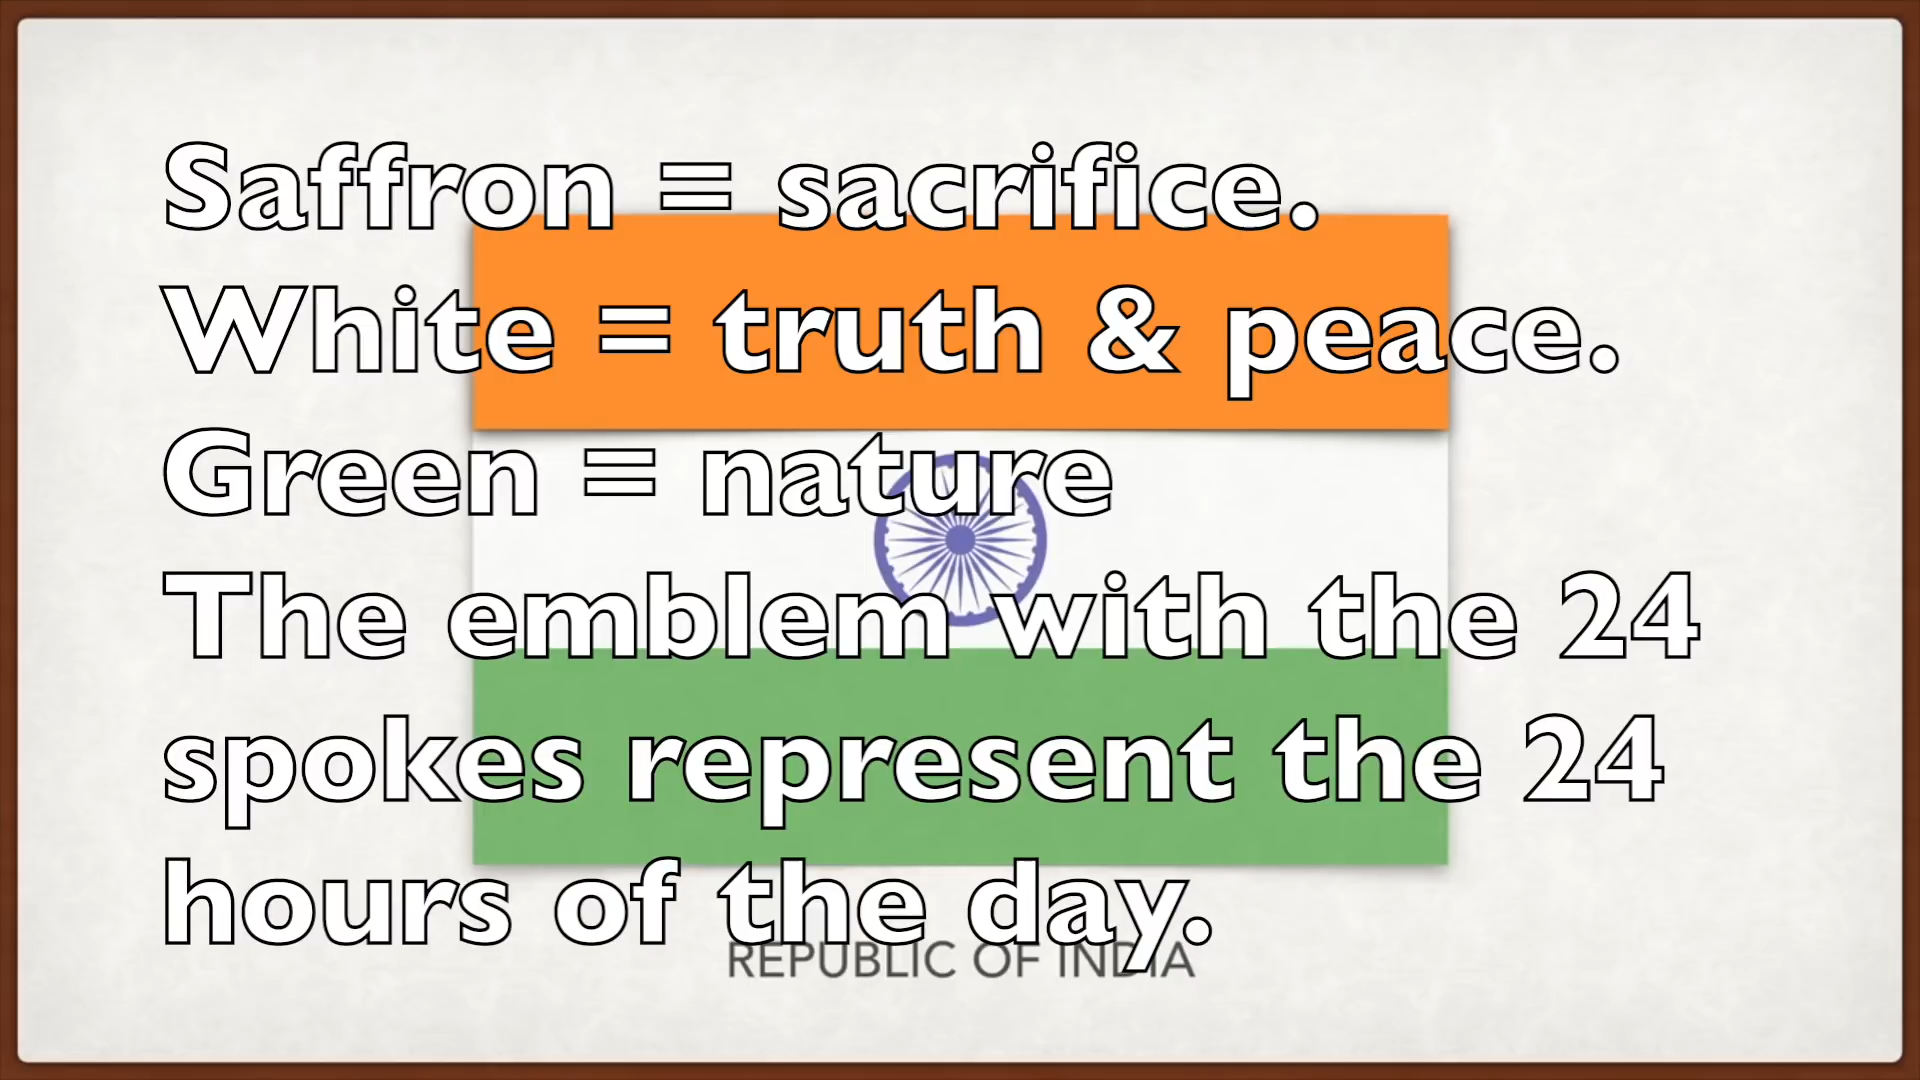 Saffron = sacrifice.
White = truth & peace.
Green = nature
The emblem with the 24
spokes represent the 24
hours of the day.
REPUBLIC OF INDIA